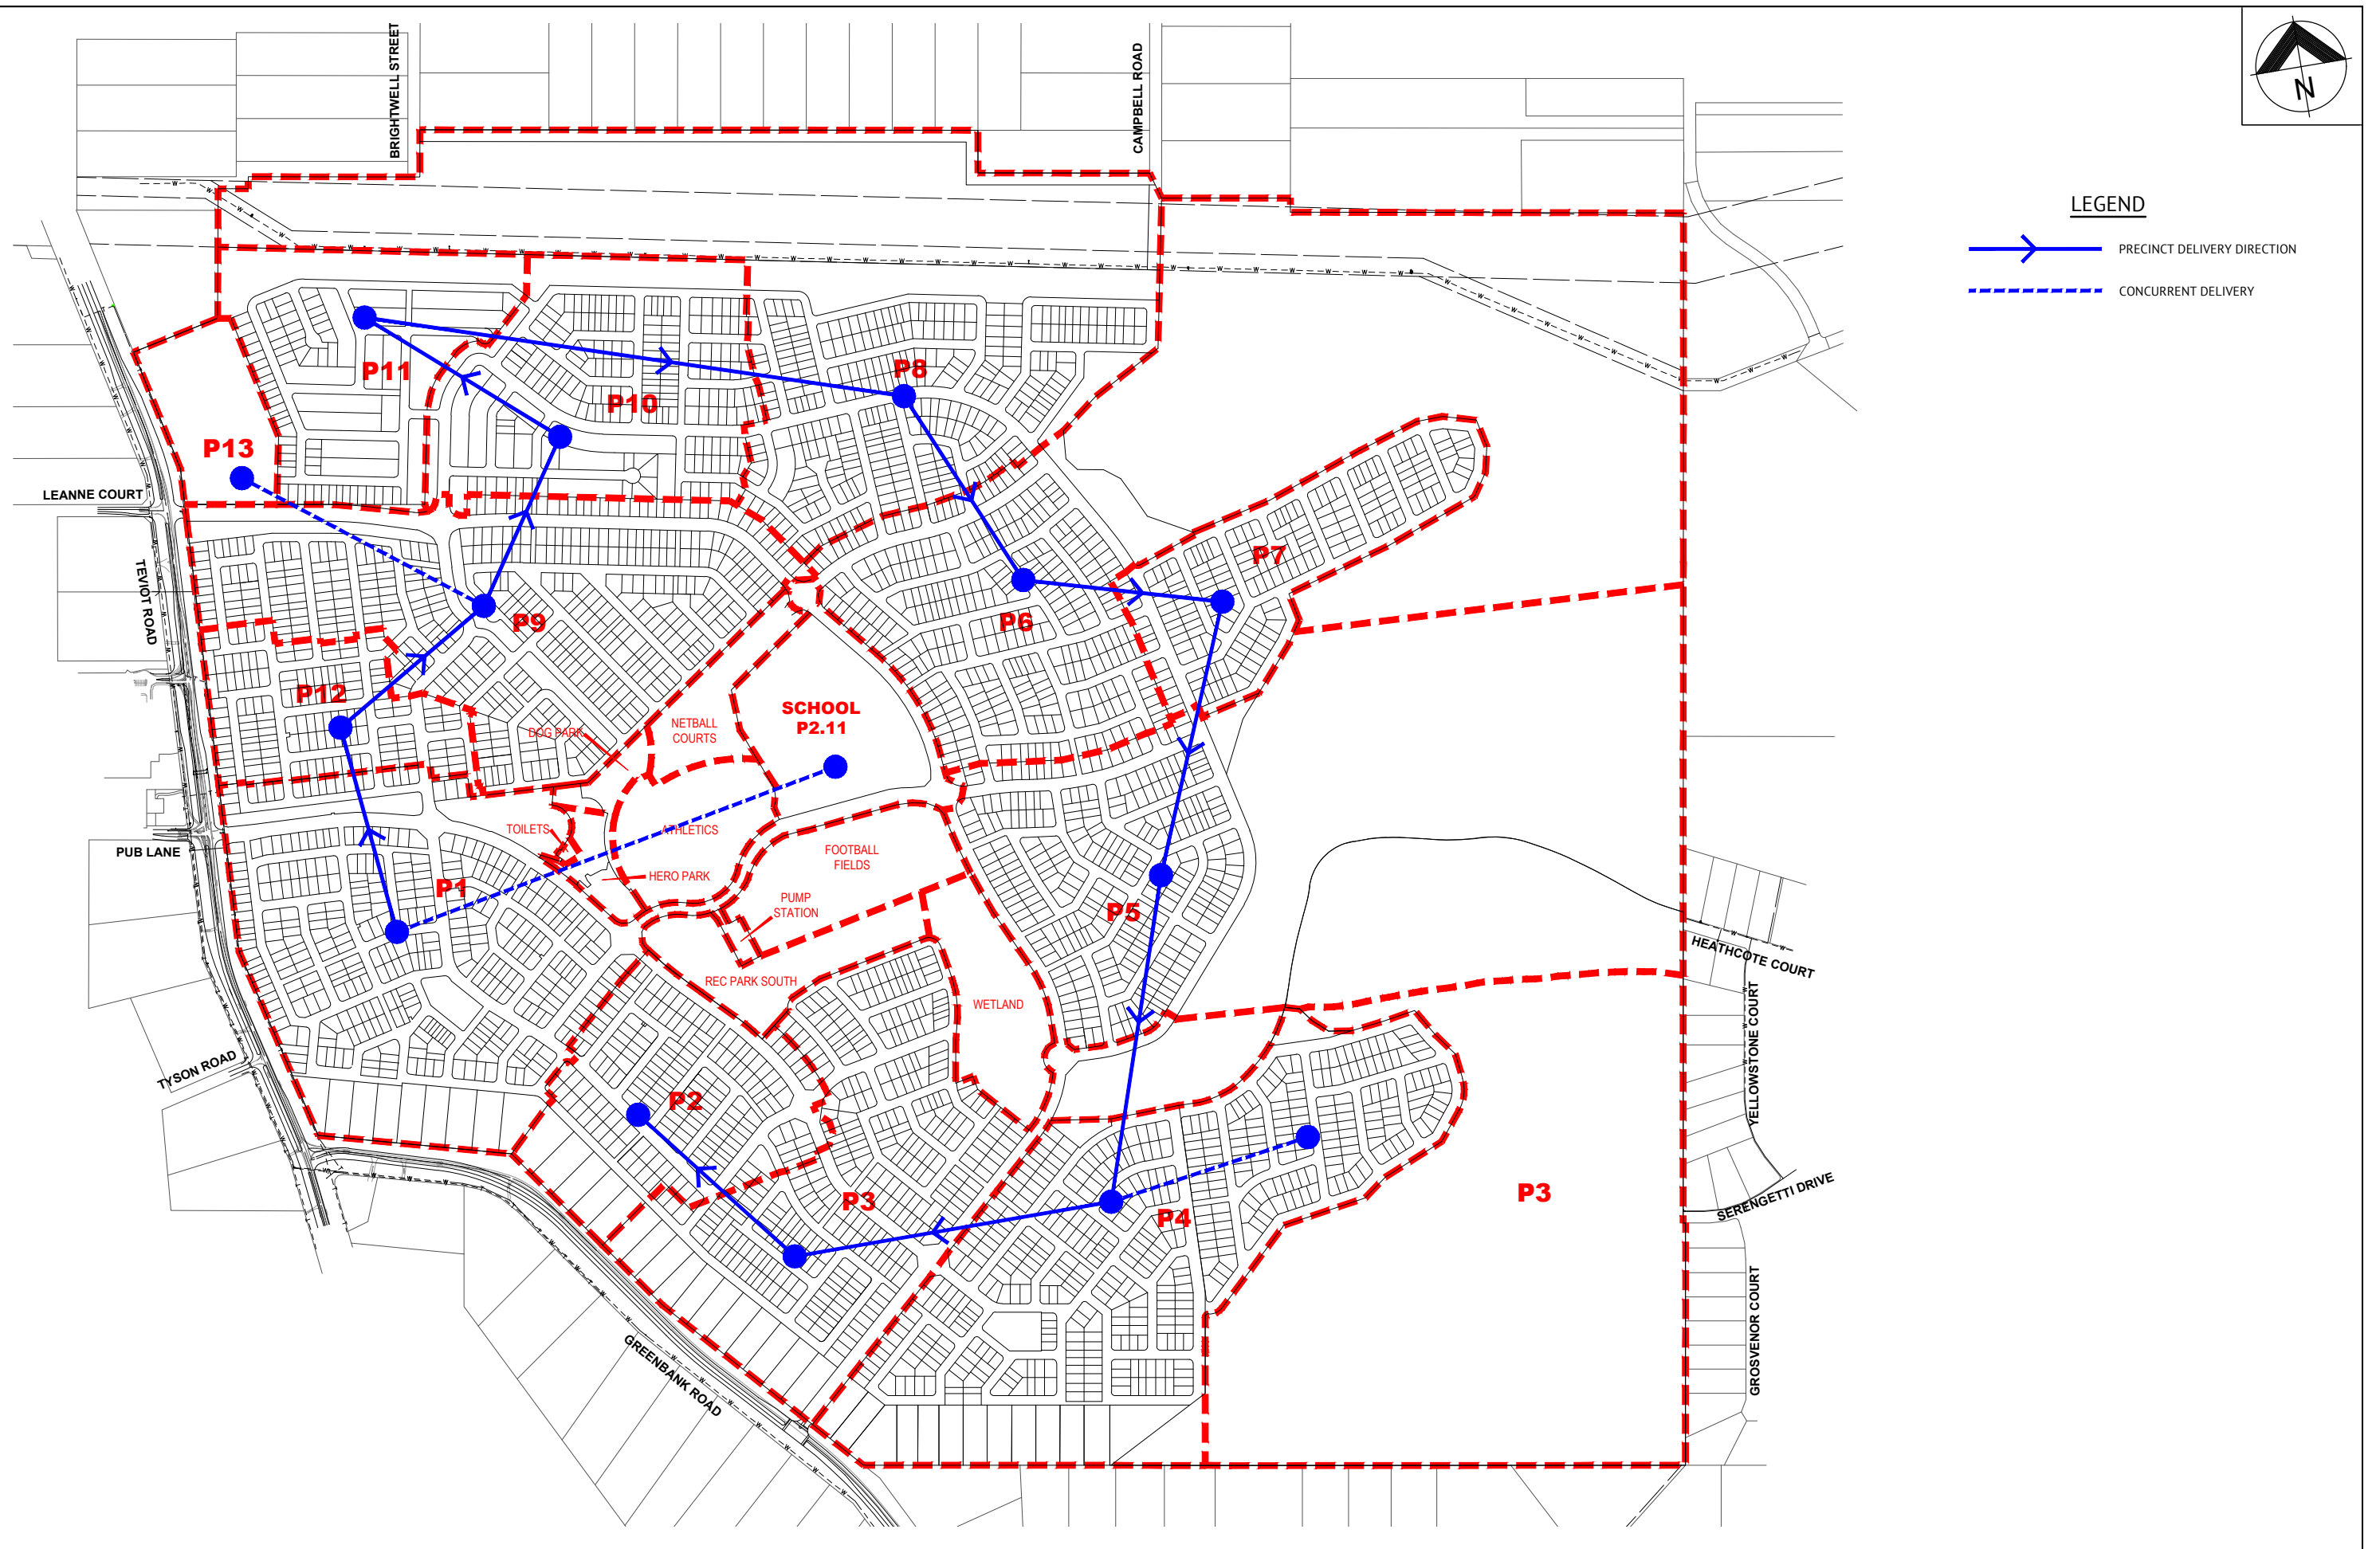 BRIGHTWELL STREET
CAMPBELL ROAD
N
LEGEND
PRECINCT DELIVERY DIRECTION
CONCURRENT DELIVERY
P11
P8
P10
P13
LEANNE COURT
P7
TEVIOT ROAD
P9
P6
P12
SCHOOL
P2.11
NETBALL
COURTS
DOG PARK
TOILETS
ATHLETICS
PUB LANE
FOOTBALL
FIELDS
HERO PARK
P1
PUMP
STATION
P5
HEATHCOTE COURT
REC PARK SOUTH
WETLAND
YELLOWSTONE COURT
TYSON ROAD
P2
P3
P4
P3
SERENGETTI DRIVE
GROSVENOR COURT
GREENBANK ROAD